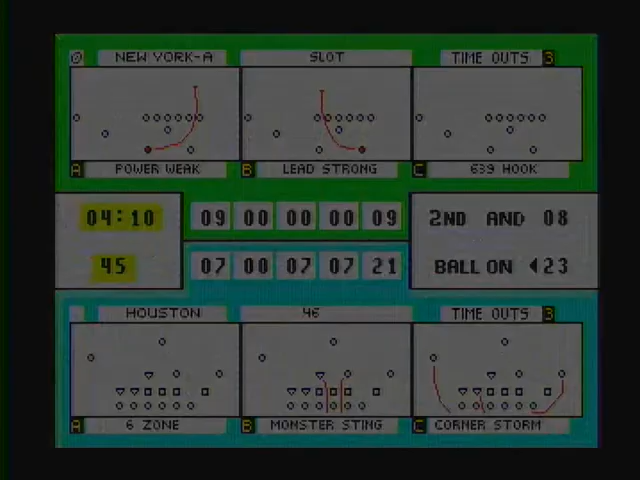 NEW YORK-A SLOT TIME OUTS 3
A POWER WEAK B LEAD STRONG C 639 HOOK
04:10 09 00 00 00 09 2ND AND 08
45 07 00 07 07 21 BALL ON ◀23
HOUSTON 46 TIME OUTS 3
A 6 ZONE B MONSTER STING C CORNER STORM